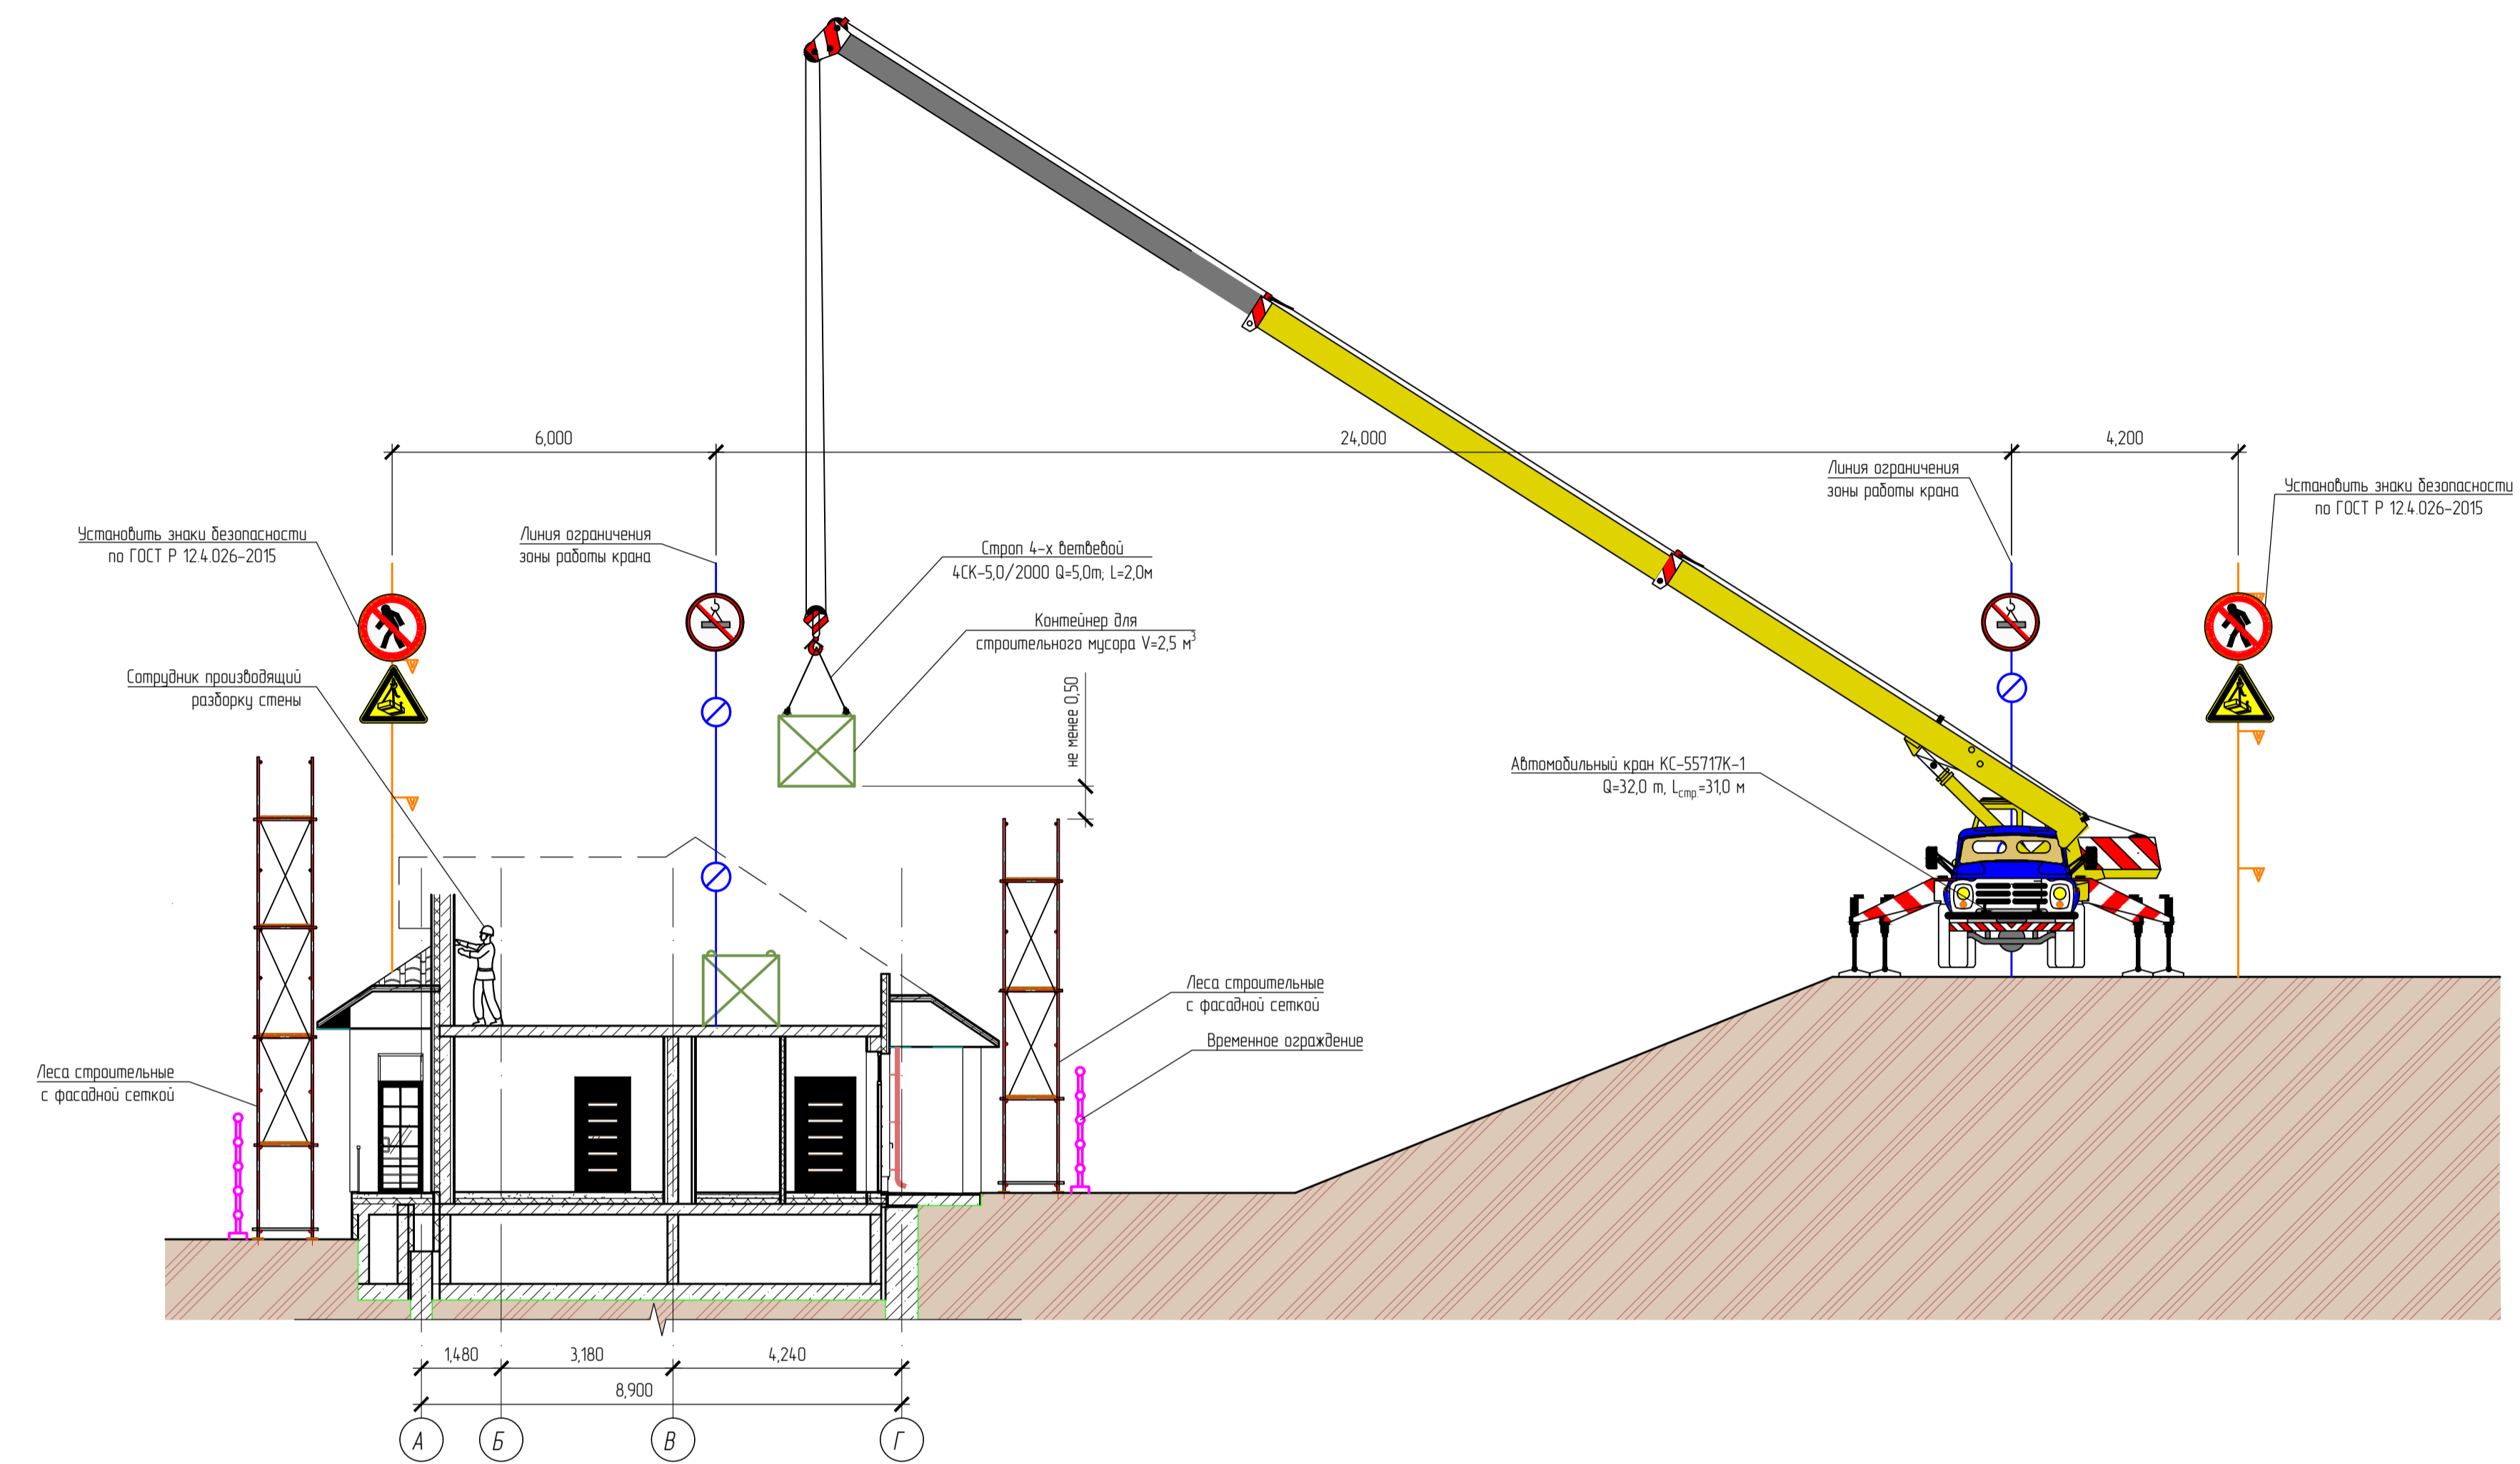 6,000
24,000
4,200
Линия ограничения
зоны работы крана
Установить знаки безопасности
по ГОСТ Р 12.4.026-2015
Установить знаки безопасности
по ГОСТ Р 12.4.026-2015
Линия ограничения
зоны работы крана
Строп 4-х ветвевой
4СК-5,0/2000 Q=5,0т; L=2,0м
Контейнер для
строительного мусора V=2,5 м³
Сотрудник производящий
разборку стены
не менее 0,50
Автомобильный кран КС-55717К-1
Q=32,0 т, Lстр.=31,0 м
Леса строительные
с фасадной сеткой
Временное ограждение
Леса строительные
с фасадной сеткой
1,480
3,180
4,240
8,900
А
Б
В
Г